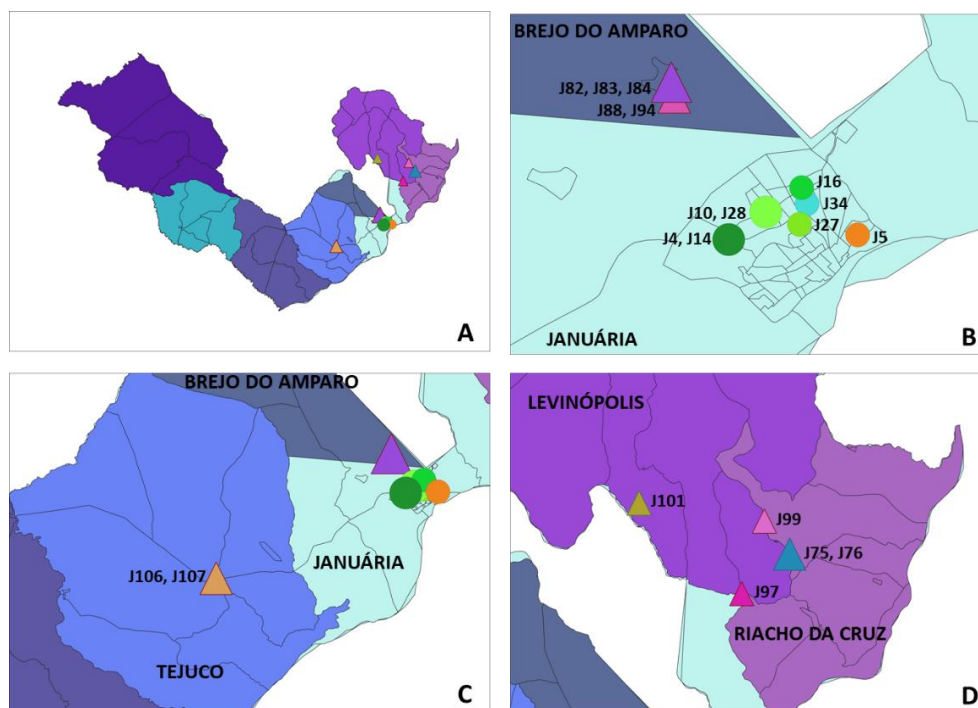 A
BREJO DO AMPARO
J82, J83, J84
J88, J94
J16
J34
J10, J28
J27
J4, J14
J5
JANUÁRIA
B
BREJO DO AMPARO
JANUÁRIA
J106, J107
TEJUCO
C
LEVINÓPOLIS
J101
J99
J75, J76
J97
RIACHO DA CRUZ
D